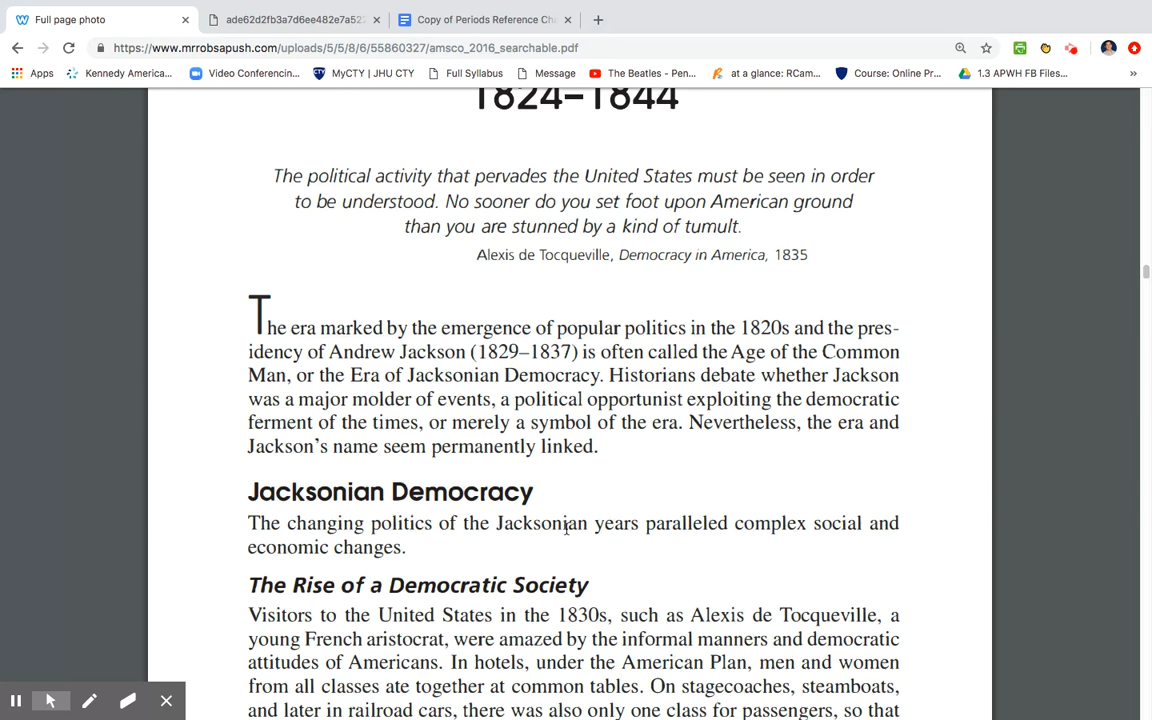 Full page photo
ade62d2fb3a7d6ee482e7a522
Copy of Periods Reference Ch
https://www.mrrobsapush.com/uploads/5/5/8/6/55860327/amsco_2016_searchable.pdf
Apps
Kennedy America...
Video Conferencin...
MyCTY | JHU CTY
Full Syllabus
Message
The Beatles - Pen...
at a glance: RCam...
Course: Online Pr...
1.3 APWH FB Files...
»
1824–1844
The political activity that pervades the United States must be seen in order
to be understood. No sooner do you set foot upon American ground
than you are stunned by a kind of tumult.
Alexis de Tocqueville, Democracy in America, 1835
The era marked by the emergence of popular politics in the 1820s and the pres-
idency of Andrew Jackson (1829–1837) is often called the Age of the Common
Man, or the Era of Jacksonian Democracy. Historians debate whether Jackson
was a major molder of events, a political opportunist exploiting the democratic
ferment of the times, or merely a symbol of the era. Nevertheless, the era and
Jackson's name seem permanently linked.
Jacksonian Democracy
The changing politics of the Jacksonian years paralleled complex social and
economic changes.
The Rise of a Democratic Society
Visitors to the United States in the 1830s, such as Alexis de Tocqueville, a
young French aristocrat, were amazed by the informal manners and democratic
attitudes of Americans. In hotels, under the American Plan, men and women
from all classes ate together at common tables. On stagecoaches, steamboats,
and later in railroad cars, there was also only one class for passengers, so that